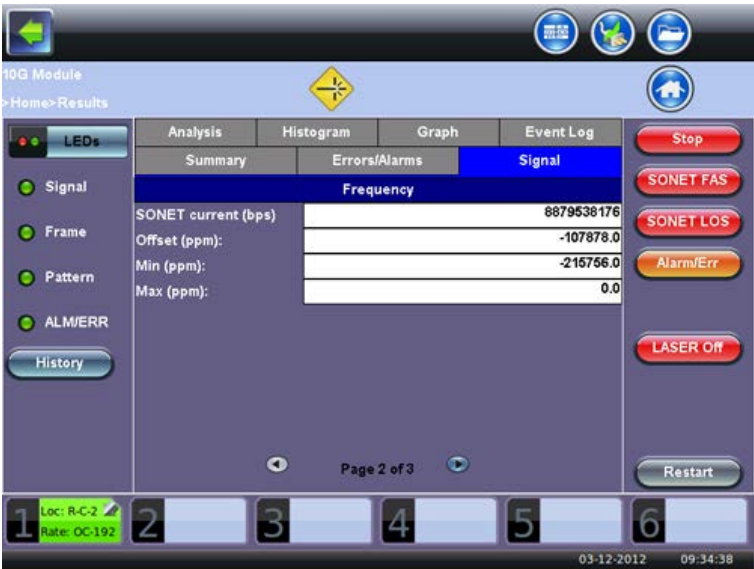 10G Module
>Home>Results
LEDs
Signal
Frame
Pattern
ALM/ERR
History
Analysis Histogram Graph Event Log
Summary Errors/Alarms Signal
Frequency
SONET current (bps) 8879538176
Offset (ppm): -107878.0
Min (ppm): -215756.0
Max (ppm): 0.0
Page 2 of 3
Stop
SONET FAS
SONET LOS
Alarm/Err
LASER Off
Restart
1 Loc: R-C-2
Rate: OC-192
2
3
4
5
6
03-12-2012 09:34:38